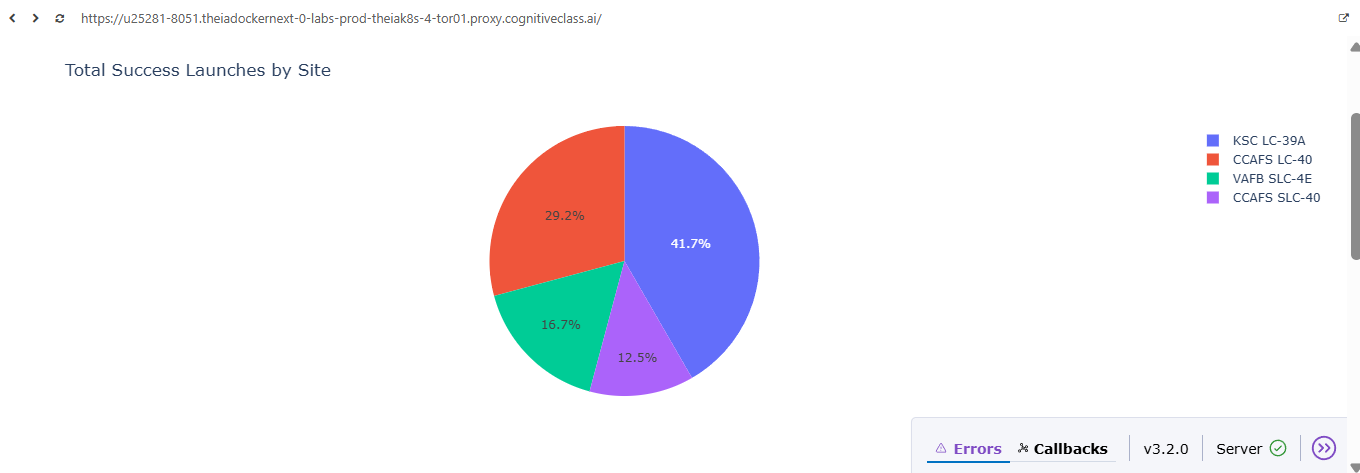 https://u25281-8051.theiadockernext-0-labs-prod-theiak8s-4-tor01.proxy.cognitiveclass.ai/
Total Success Launches by Site
KSC LC-39A
CCAFS LC-40
VAFB SLC-4E
CCAFS SLC-40
29.2%
41.7%
16.7%
12.5%
Errors Callbacks v3.2.0 Server